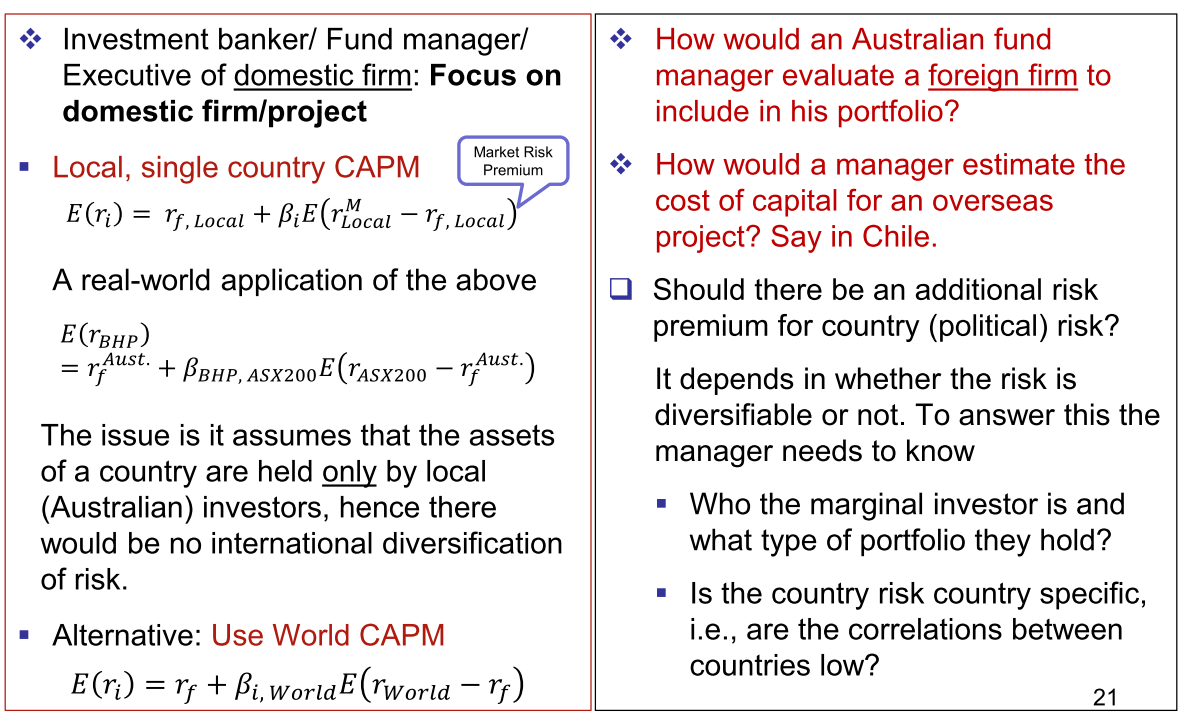 ❖ Investment banker/ Fund manager/
Executive of domestic firm: Focus on
domestic firm/project
▪ Local, single country CAPM
Market Risk
Premium
E(r_i) = r_{f, Local} + β_i E(r^M_{Local} − r_{f, Local})
A real-world application of the above
E(r_{BHP})
= r_f^{Aust.} + β_{BHP, ASX200} E(r_{ASX200} − r_f^{Aust.})
The issue is it assumes that the assets
of a country are held only by local
(Australian) investors, hence there
would be no international diversification
of risk.
▪ Alternative: Use World CAPM
E(r_i) = r_f + β_{i, World} E(r_{World} − r_f)
❖ How would an Australian fund
manager evaluate a foreign firm to
include in his portfolio?
❖ How would a manager estimate the
cost of capital for an overseas
project? Say in Chile.
❑ Should there be an additional risk
premium for country (political) risk?
It depends in whether the risk is
diversifiable or not. To answer this the
manager needs to know
▪ Who the marginal investor is and
what type of portfolio they hold?
▪ Is the country risk country specific,
i.e., are the correlations between
countries low?
21